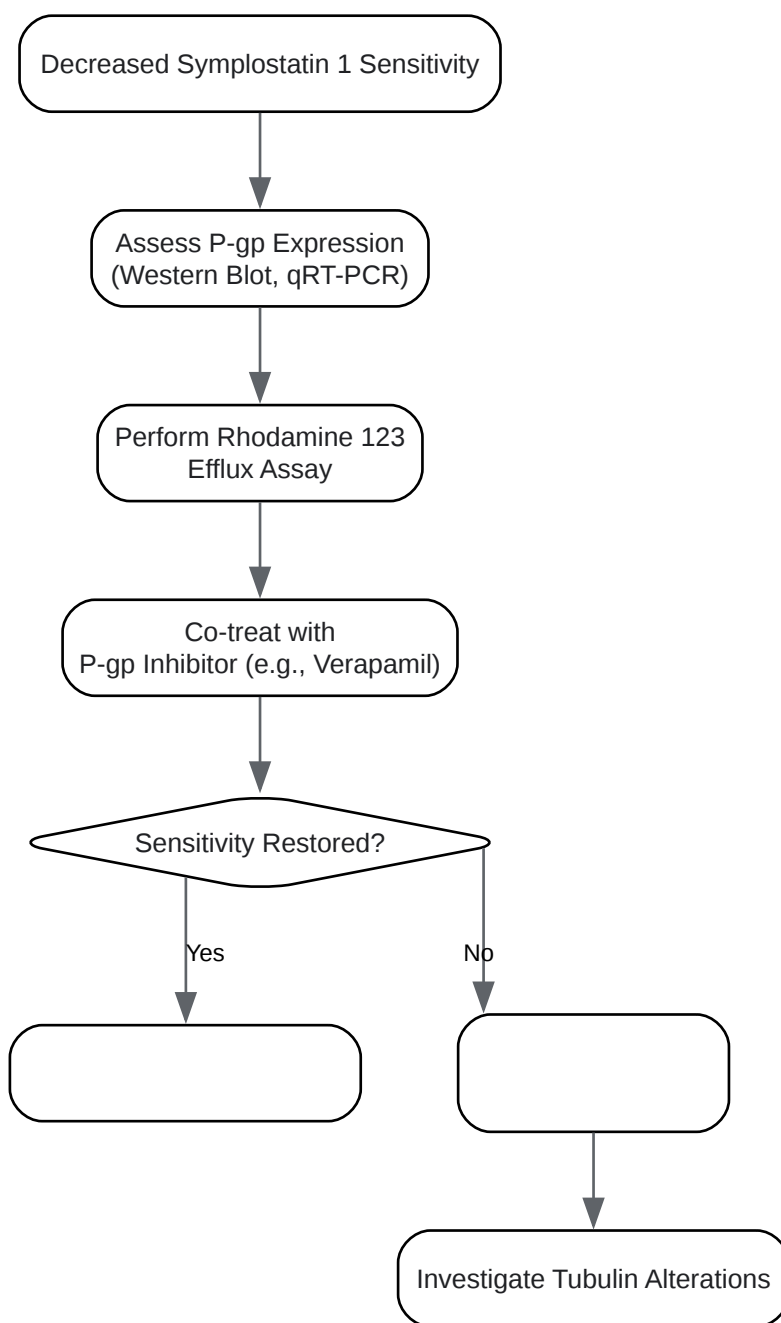 Decreased Symplostatin 1 Sensitivity
Assess P-gp Expression
(Western Blot, qRT-PCR)
Perform Rhodamine 123
Efflux Assay
Co-treat with
P-gp Inhibitor (e.g., Verapamil)
Sensitivity Restored?
Yes
No
Investigate Tubulin Alterations